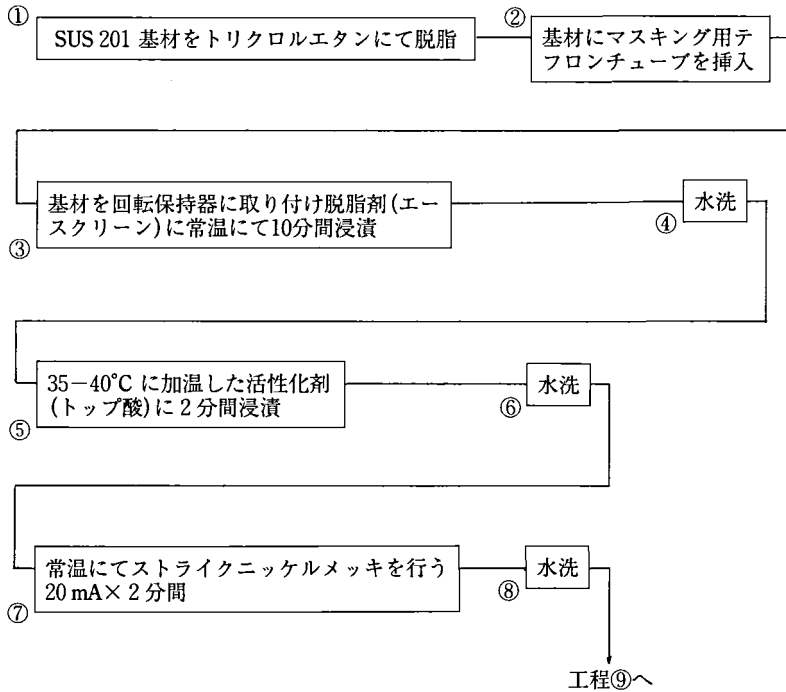 ①
SUS 201 基材をトリクロルエタンにて脱脂
②
基材にマスキング用テ
フロンチューブを挿入
③
基材を回転保持器に取り付け脱脂剤(エー
スクリーン)に常温にて10分間浸漬
④
水洗
⑤
35−40℃ に加温した活性化剤
(トップ酸)に2分間浸漬
⑥
水洗
⑦
常温にてストライクニッケルメッキを行う
20 mA×2分間
⑧
水洗
工程⑨へ